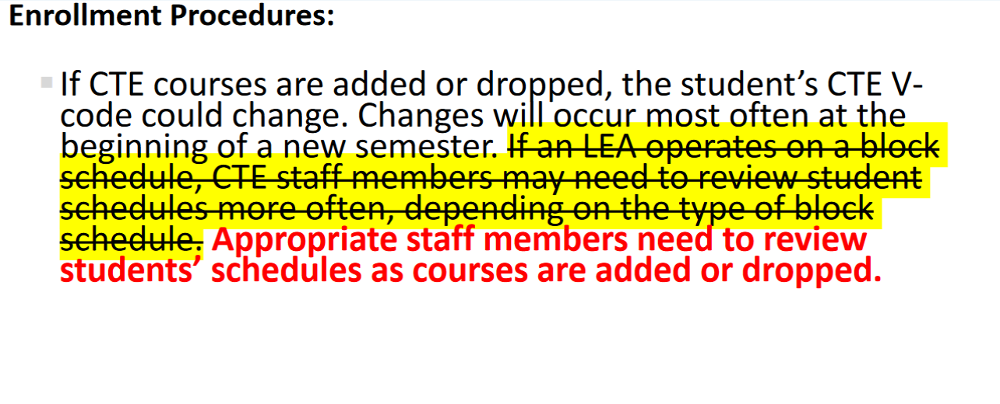 Enrollment Procedures:
If CTE courses are added or dropped, the student’s CTE V-
code could change. Changes will occur most often at the
beginning of a new semester. If an LEA operates on a block
schedule, CTE staff members may need to review student
schedules more often, depending on the type of block
schedule. Appropriate staff members need to review
students’ schedules as courses are added or dropped.